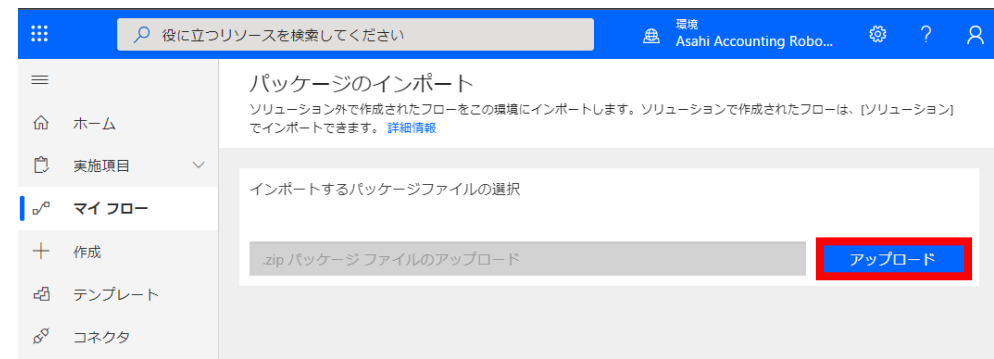 役に立つリソースを検索してください
環境
Asahi Accounting Robo...
?
パッケージのインポート
ソリューション外で作成されたフローをこの環境にインポートします。ソリューションで作成されたフローは、[ソリューション]
でインポートできます。 詳細情報
ホーム
実施項目
マイ フロー
作成
テンプレート
コネクタ
インポートするパッケージファイルの選択
.zip パッケージ ファイルのアップロード
アップロード